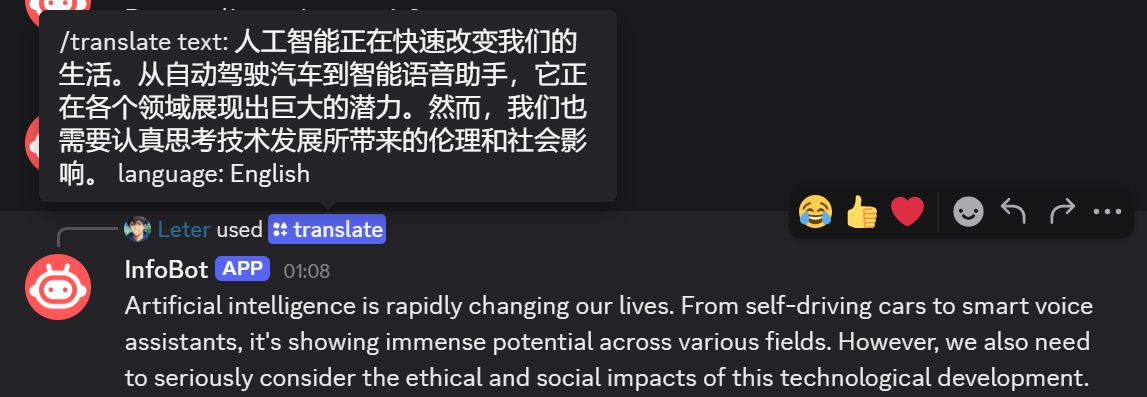 /translate text: 人工智能正在快速改变我们的
生活。从自动驾驶汽车到智能语音助手，它正
在各个领域展现出巨大的潜力。然而，我们也
需要认真思考技术发展所带来的伦理和社会影
响。 language: English
Leter used translate
InfoBot APP 01:08
Artificial intelligence is rapidly changing our lives. From self-driving cars to smart voice
assistants, it's showing immense potential across various fields. However, we also need
to seriously consider the ethical and social impacts of this technological development.